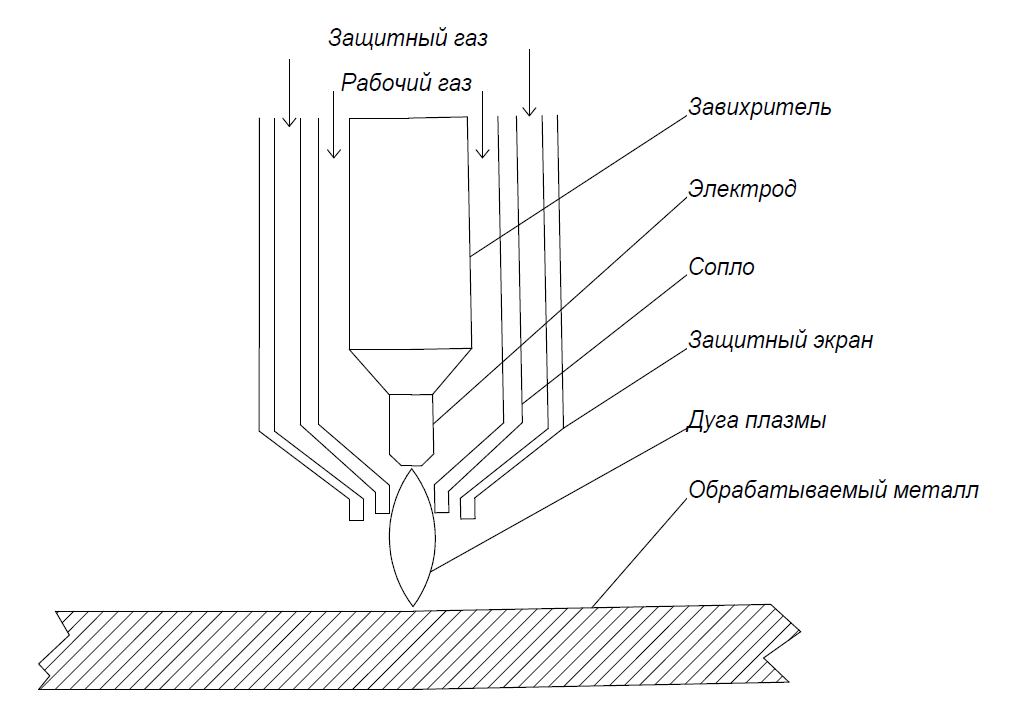 Защитный газ
Рабочий газ
Завихритель
Электрод
Сопло
Защитный экран
Дуга плазмы
Обрабатываемый металл